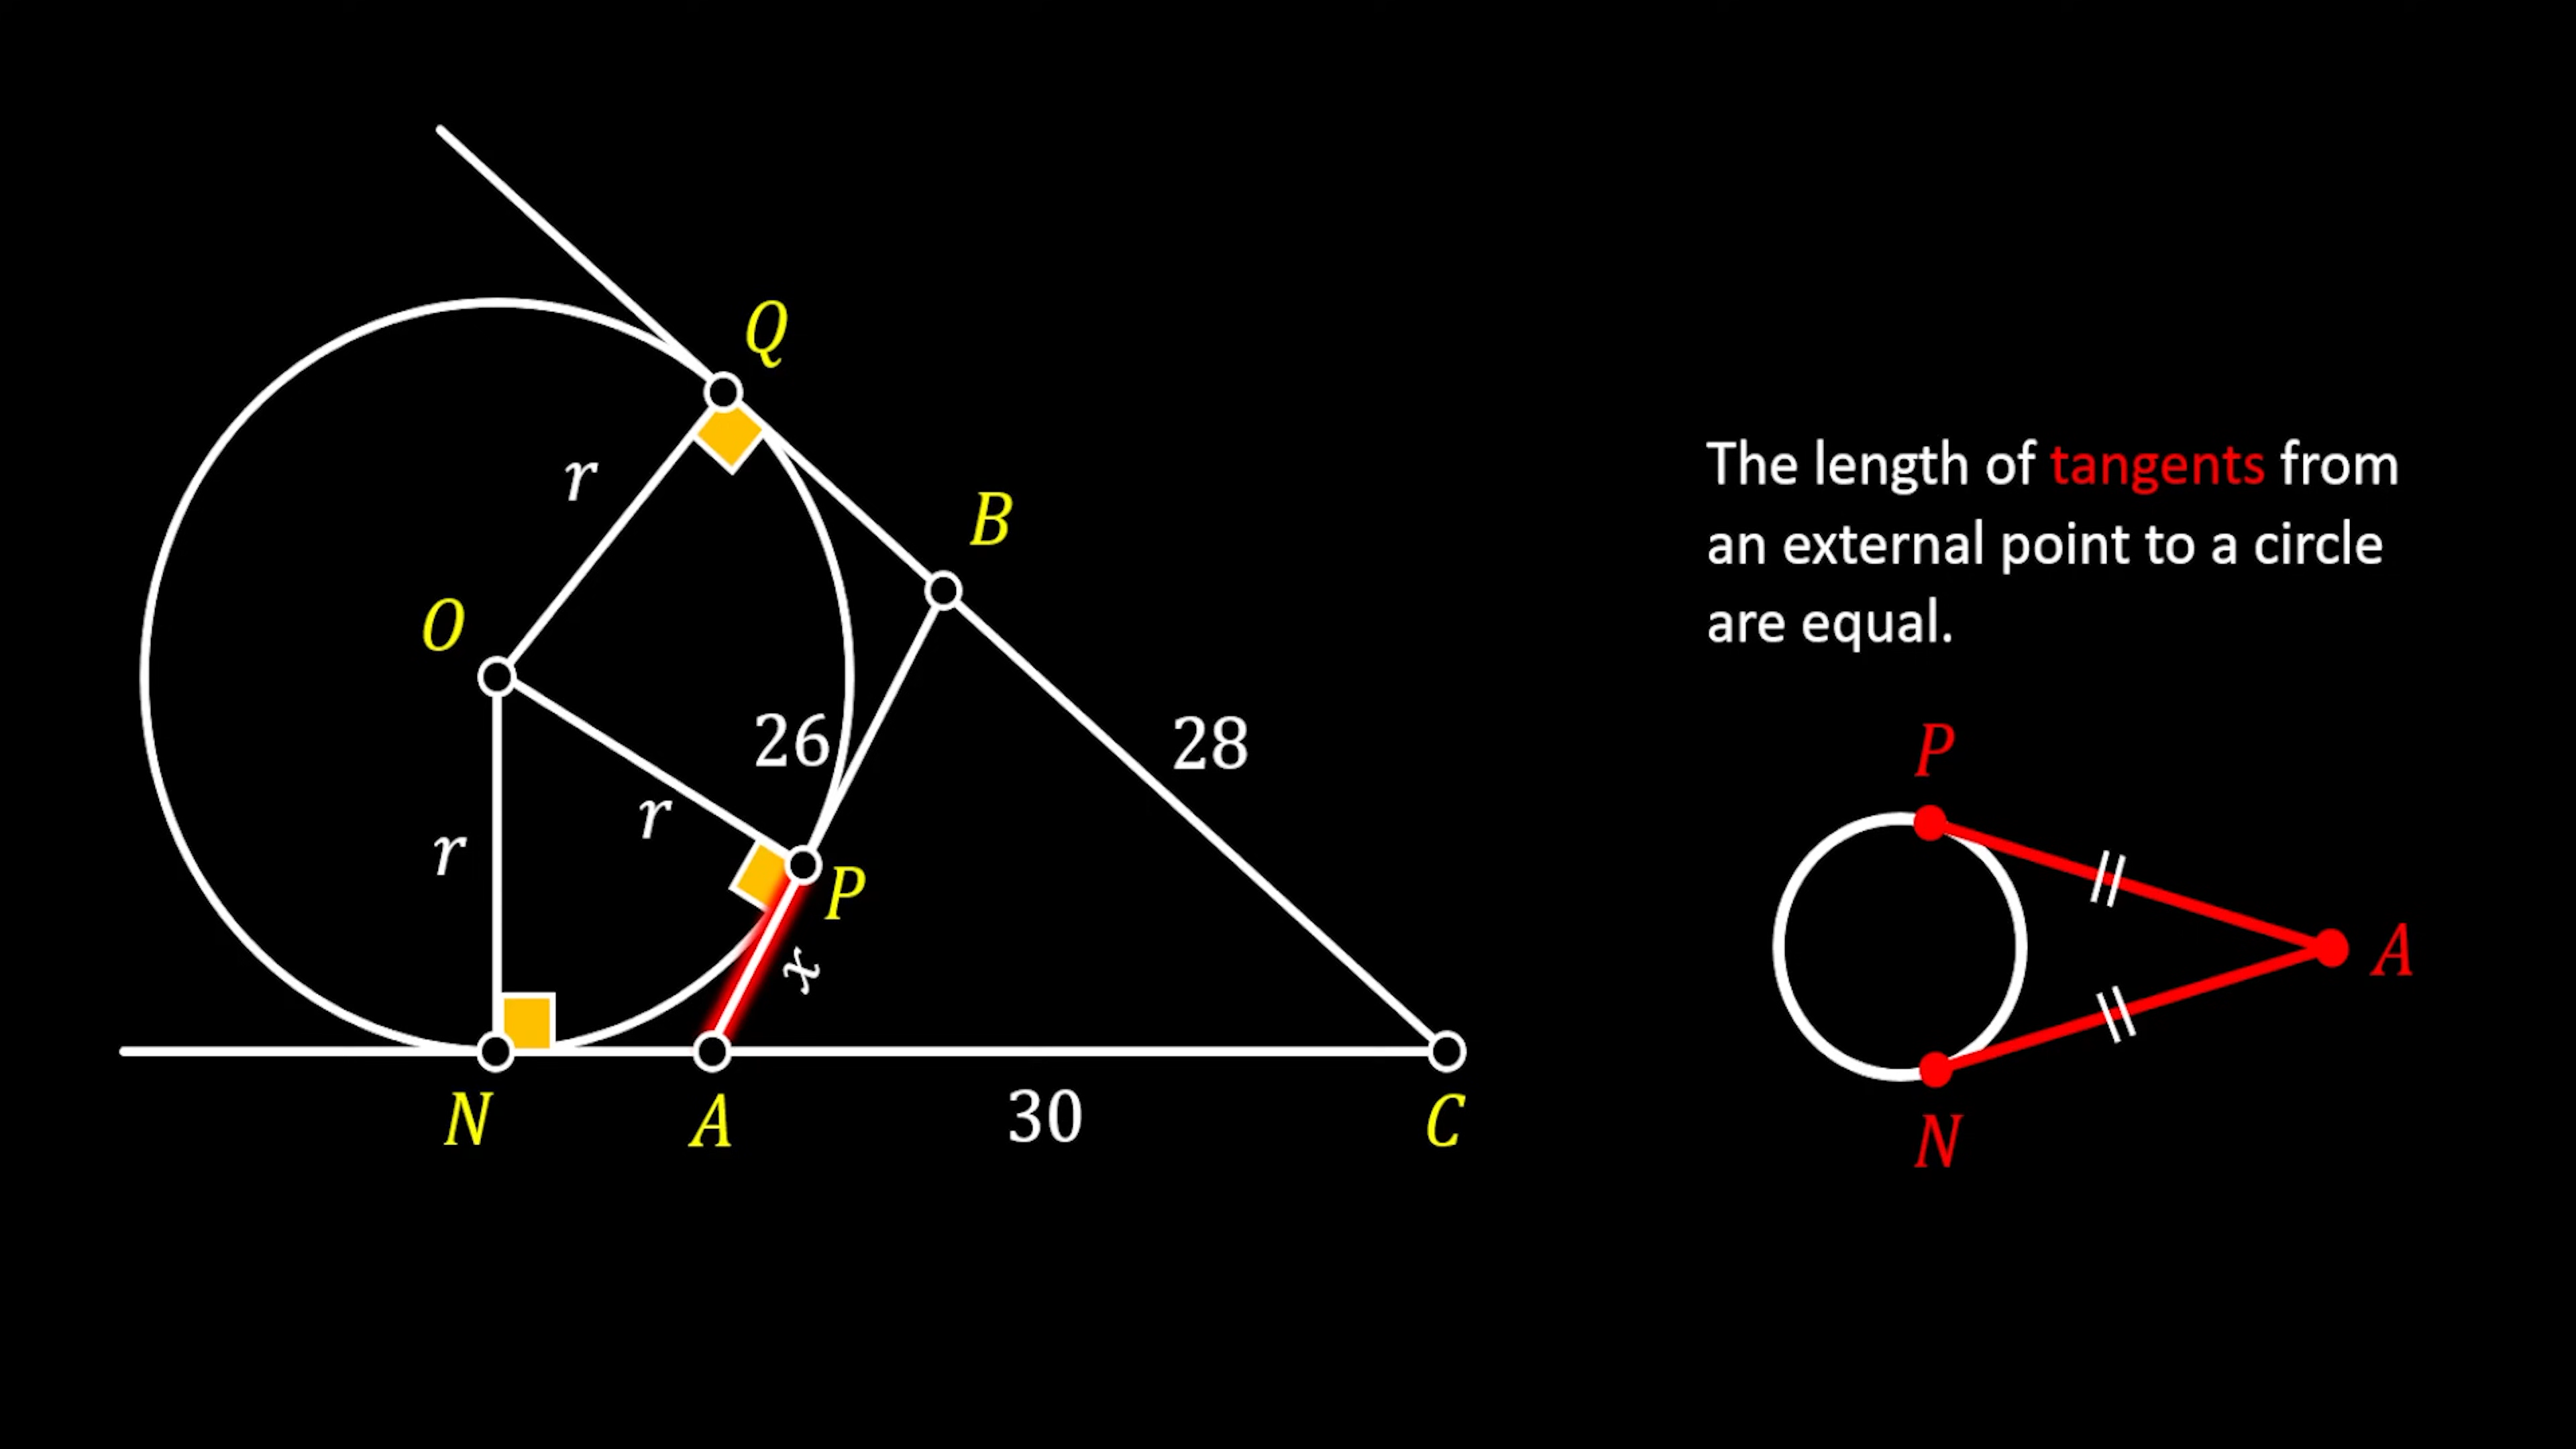 Q
r
B
O
26
28
r
r
P
x
N
A
30
C
The length of tangents from
an external point to a circle
are equal.
P
A
N